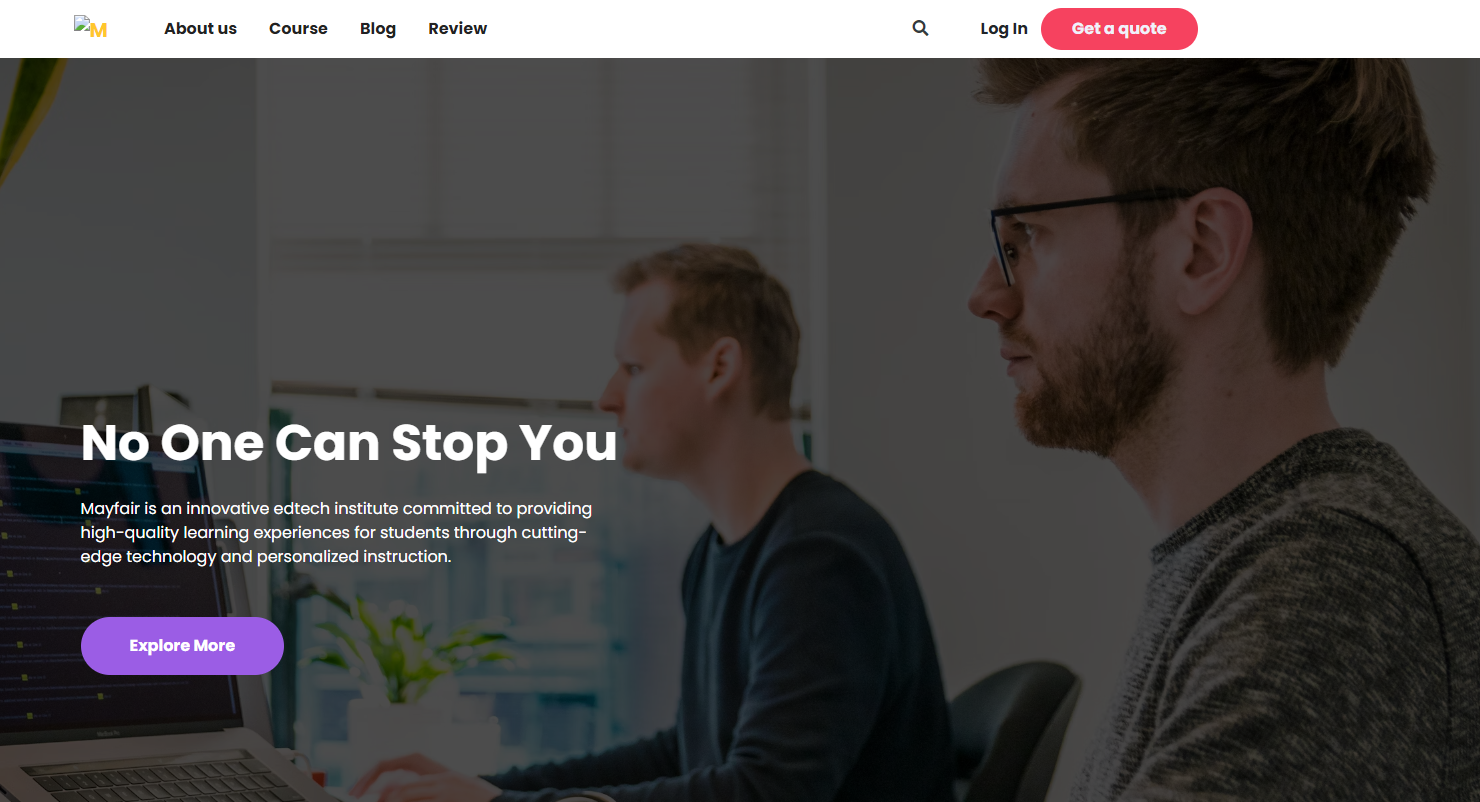 M
About us
Course
Blog
Review
Log In
Get a quote
No One Can Stop You
Mayfair is an innovative edtech institute committed to providing
high-quality learning experiences for students through cutting-
edge technology and personalized instruction.
Explore More